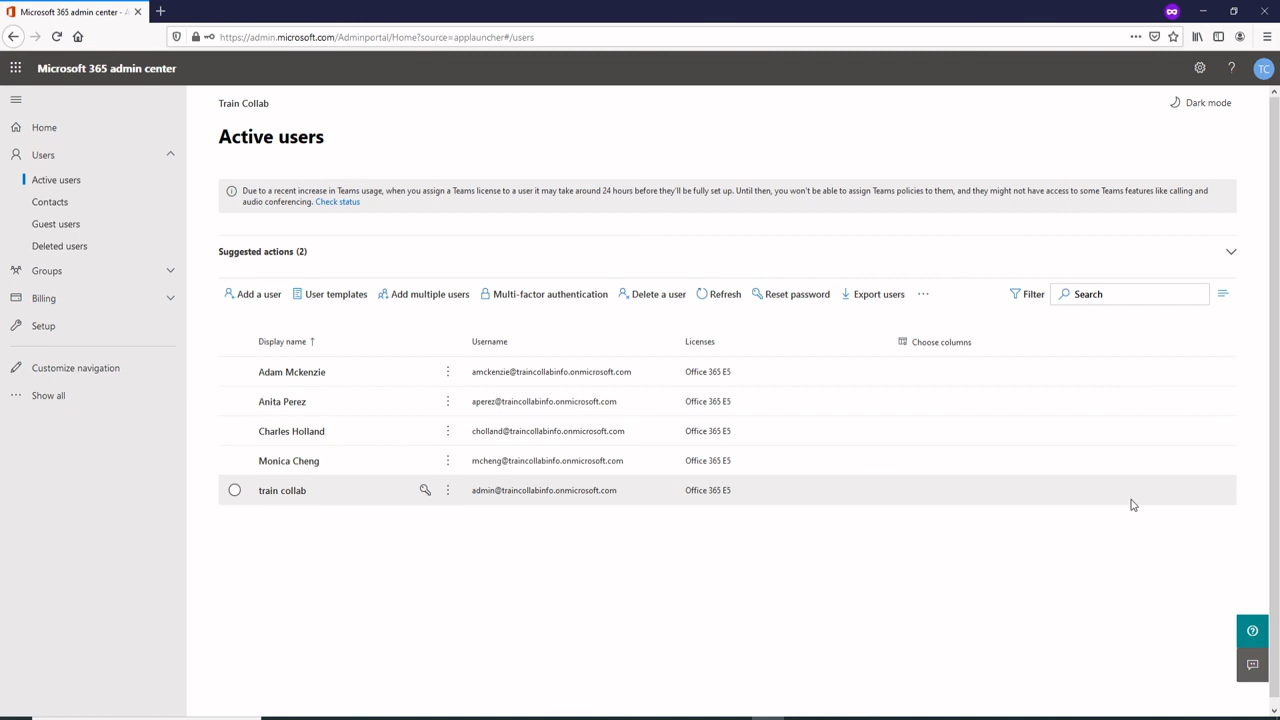 Microsoft 365 admin center - A
https://admin.microsoft.com/Adminportal/Home?source=applauncher#/users
Microsoft 365 admin center
TC
Home
Users
Active users
Contacts
Guest users
Deleted users
Groups
Billing
Setup
Customize navigation
Show all
Train Collab
Dark mode
Active users
Due to a recent increase in Teams usage, when you assign a Teams license to a user it may take around 24 hours before they'll be fully set up. Until then, you won't be able to assign Teams policies to them, and they might not have access to some Teams features like calling and
audio conferencing. Check status
Suggested actions (2)
Add a user
User templates
Add multiple users
Multi-factor authentication
Delete a user
Refresh
Reset password
Export users
Filter
Search
Display name ↑
Username
Licenses
Choose columns
Adam Mckenzie
amckenzie@traincollabinfo.onmicrosoft.com
Office 365 E5
Anita Perez
aperez@traincollabinfo.onmicrosoft.com
Office 365 E5
Charles Holland
cholland@traincollabinfo.onmicrosoft.com
Office 365 E5
Monica Cheng
mcheng@traincollabinfo.onmicrosoft.com
Office 365 E5
train collab
admin@traincollabinfo.onmicrosoft.com
Office 365 E5